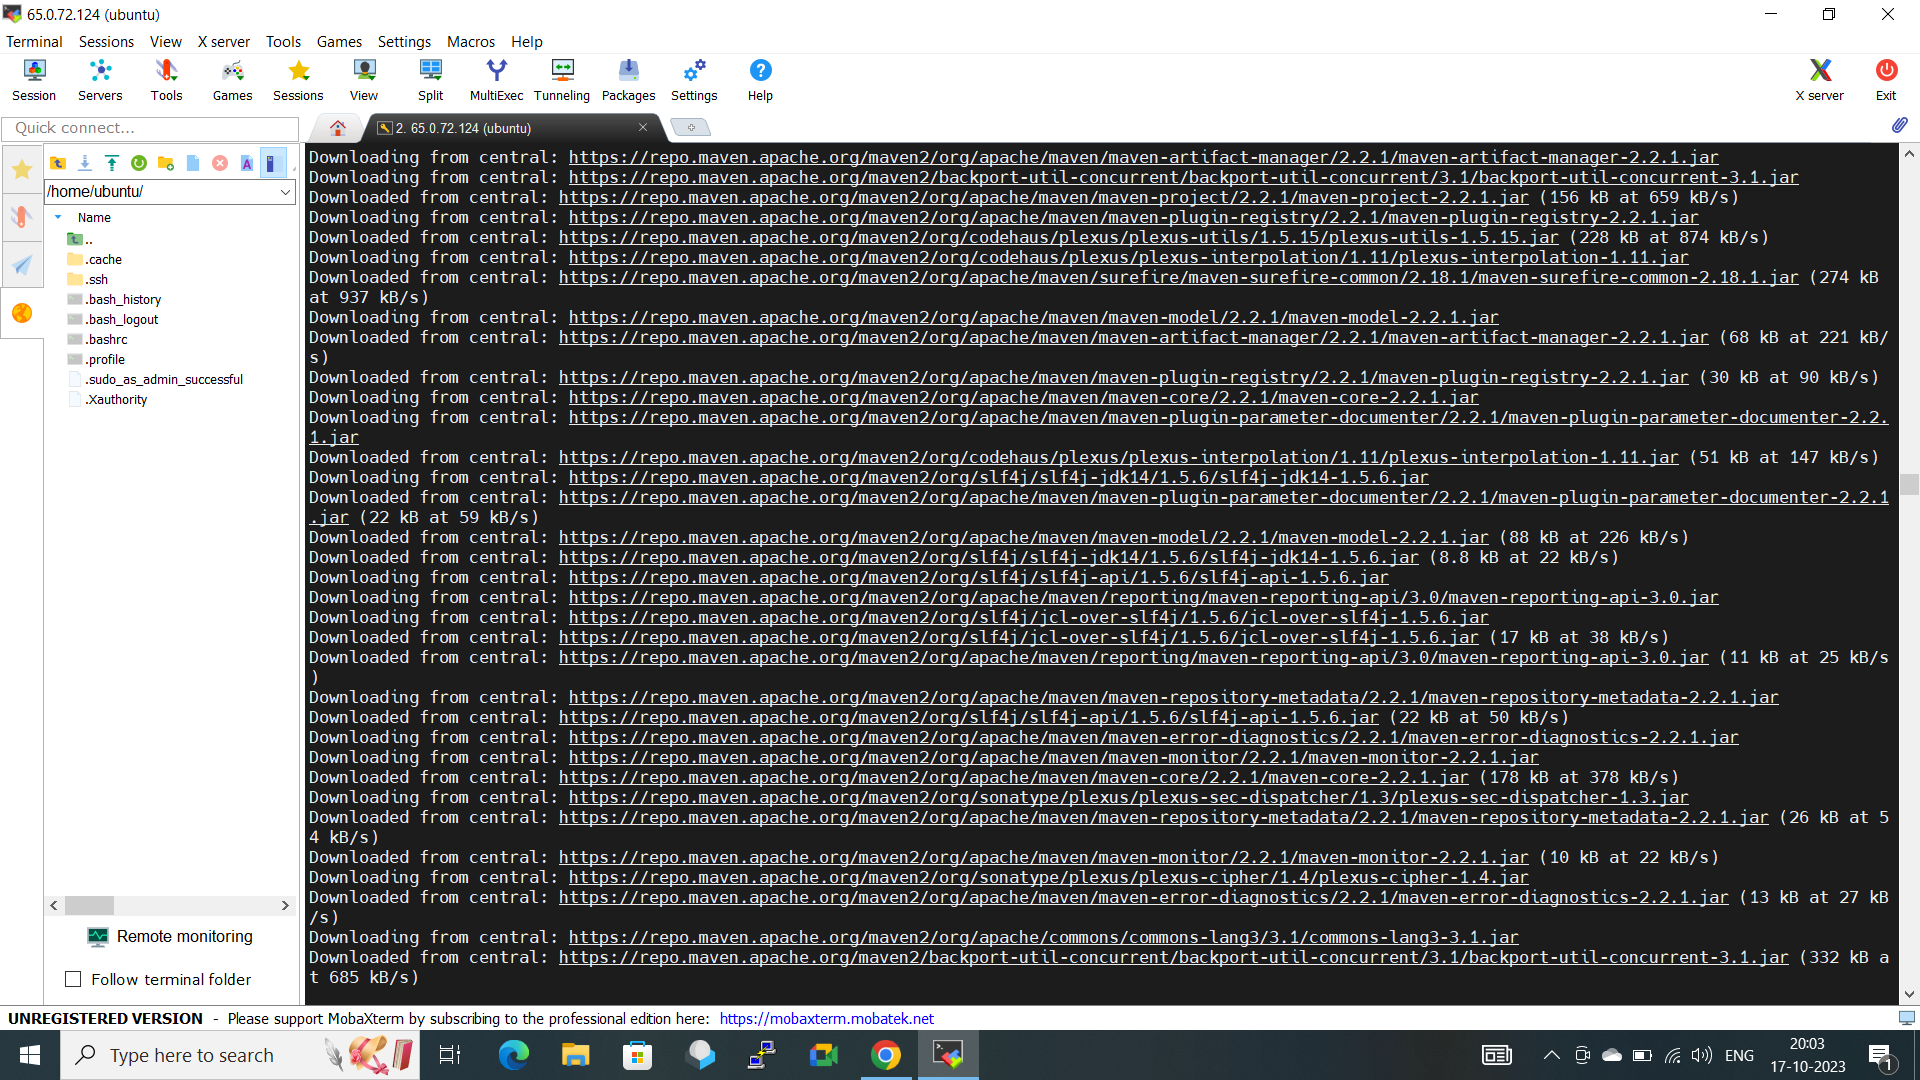 65.0.72.124 (ubuntu)
Terminal Sessions View X server Tools Games Settings Macros Help
Session Servers Tools Games Sessions View Split MultiExec Tunneling Packages Settings Help X server Exit
Quick connect...
2. 65.0.72.124 (ubuntu)
/home/ubuntu/
Name
..
.cache
.ssh
.bash_history
.bash_logout
.bashrc
.profile
.sudo_as_admin_successful
.Xauthority
Remote monitoring
Follow terminal folder
Downloading from central: https://repo.maven.apache.org/maven2/org/apache/maven/maven-artifact-manager/2.2.1/maven-artifact-manager-2.2.1.jar
Downloading from central: https://repo.maven.apache.org/maven2/backport-util-concurrent/backport-util-concurrent/3.1/backport-util-concurrent-3.1.jar
Downloaded from central: https://repo.maven.apache.org/maven2/org/apache/maven/maven-project/2.2.1/maven-project-2.2.1.jar (156 kB at 659 kB/s)
Downloading from central: https://repo.maven.apache.org/maven2/org/apache/maven/maven-plugin-registry/2.2.1/maven-plugin-registry-2.2.1.jar
Downloaded from central: https://repo.maven.apache.org/maven2/org/codehaus/plexus/plexus-utils/1.5.15/plexus-utils-1.5.15.jar (228 kB at 874 kB/s)
Downloading from central: https://repo.maven.apache.org/maven2/org/codehaus/plexus/plexus-interpolation/1.11/plexus-interpolation-1.11.jar
Downloaded from central: https://repo.maven.apache.org/maven2/org/apache/maven/surefire/maven-surefire-common/2.18.1/maven-surefire-common-2.18.1.jar (274 kB
at 937 kB/s)
Downloading from central: https://repo.maven.apache.org/maven2/org/apache/maven/maven-model/2.2.1/maven-model-2.2.1.jar
Downloaded from central: https://repo.maven.apache.org/maven2/org/apache/maven/maven-artifact-manager/2.2.1/maven-artifact-manager-2.2.1.jar (68 kB at 221 kB/
s)
Downloaded from central: https://repo.maven.apache.org/maven2/org/apache/maven/maven-plugin-registry/2.2.1/maven-plugin-registry-2.2.1.jar (30 kB at 90 kB/s)
Downloading from central: https://repo.maven.apache.org/maven2/org/apache/maven/maven-core/2.2.1/maven-core-2.2.1.jar
Downloading from central: https://repo.maven.apache.org/maven2/org/apache/maven/maven-plugin-parameter-documenter/2.2.1/maven-plugin-parameter-documenter-2.2.
1.jar
Downloaded from central: https://repo.maven.apache.org/maven2/org/codehaus/plexus/plexus-interpolation/1.11/plexus-interpolation-1.11.jar (51 kB at 147 kB/s)
Downloading from central: https://repo.maven.apache.org/maven2/org/slf4j/slf4j-jdk14/1.5.6/slf4j-jdk14-1.5.6.jar
Downloaded from central: https://repo.maven.apache.org/maven2/org/apache/maven/maven-plugin-parameter-documenter/2.2.1/maven-plugin-parameter-documenter-2.2.1
.jar (22 kB at 59 kB/s)
Downloaded from central: https://repo.maven.apache.org/maven2/org/apache/maven/maven-model/2.2.1/maven-model-2.2.1.jar (88 kB at 226 kB/s)
Downloaded from central: https://repo.maven.apache.org/maven2/org/slf4j/slf4j-jdk14/1.5.6/slf4j-jdk14-1.5.6.jar (8.8 kB at 22 kB/s)
Downloading from central: https://repo.maven.apache.org/maven2/org/slf4j/slf4j-api/1.5.6/slf4j-api-1.5.6.jar
Downloading from central: https://repo.maven.apache.org/maven2/org/apache/maven/reporting/maven-reporting-api/3.0/maven-reporting-api-3.0.jar
Downloading from central: https://repo.maven.apache.org/maven2/org/slf4j/jcl-over-slf4j/1.5.6/jcl-over-slf4j-1.5.6.jar
Downloaded from central: https://repo.maven.apache.org/maven2/org/slf4j/jcl-over-slf4j/1.5.6/jcl-over-slf4j-1.5.6.jar (17 kB at 38 kB/s)
Downloaded from central: https://repo.maven.apache.org/maven2/org/apache/maven/reporting/maven-reporting-api/3.0/maven-reporting-api-3.0.jar (11 kB at 25 kB/s
)
Downloading from central: https://repo.maven.apache.org/maven2/org/apache/maven/maven-repository-metadata/2.2.1/maven-repository-metadata-2.2.1.jar
Downloaded from central: https://repo.maven.apache.org/maven2/org/slf4j/slf4j-api/1.5.6/slf4j-api-1.5.6.jar (22 kB at 50 kB/s)
Downloading from central: https://repo.maven.apache.org/maven2/org/apache/maven/maven-error-diagnostics/2.2.1/maven-error-diagnostics-2.2.1.jar
Downloading from central: https://repo.maven.apache.org/maven2/org/apache/maven/maven-monitor/2.2.1/maven-monitor-2.2.1.jar
Downloaded from central: https://repo.maven.apache.org/maven2/org/apache/maven/maven-core/2.2.1/maven-core-2.2.1.jar (178 kB at 378 kB/s)
Downloading from central: https://repo.maven.apache.org/maven2/org/sonatype/plexus/plexus-sec-dispatcher/1.3/plexus-sec-dispatcher-1.3.jar
Downloaded from central: https://repo.maven.apache.org/maven2/org/apache/maven/maven-repository-metadata/2.2.1/maven-repository-metadata-2.2.1.jar (26 kB at 5
4 kB/s)
Downloaded from central: https://repo.maven.apache.org/maven2/org/apache/maven/maven-monitor/2.2.1/maven-monitor-2.2.1.jar (10 kB at 22 kB/s)
Downloading from central: https://repo.maven.apache.org/maven2/org/sonatype/plexus/plexus-cipher/1.4/plexus-cipher-1.4.jar
Downloaded from central: https://repo.maven.apache.org/maven2/org/apache/maven/maven-error-diagnostics/2.2.1/maven-error-diagnostics-2.2.1.jar (13 kB at 27 kB
/s)
Downloading from central: https://repo.maven.apache.org/maven2/org/apache/commons/commons-lang3/3.1/commons-lang3-3.1.jar
Downloaded from central: https://repo.maven.apache.org/maven2/backport-util-concurrent/backport-util-concurrent/3.1/backport-util-concurrent-3.1.jar (332 kB a
t 685 kB/s)
UNREGISTERED VERSION - Please support MobaXterm by subscribing to the professional edition here: https://mobaxterm.mobatek.net
Type here to search
ENG
20:03
17-10-2023
1